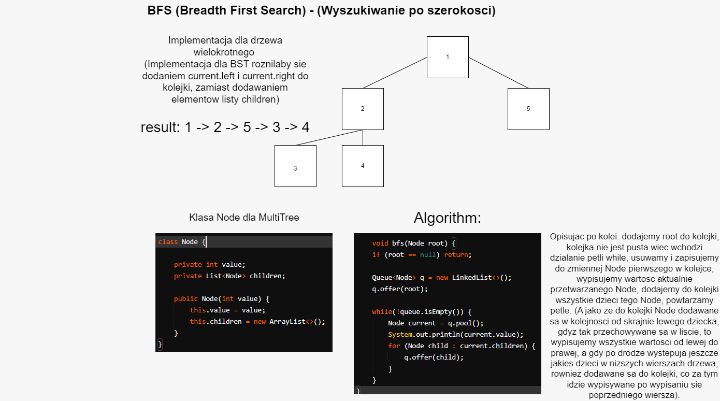 BFS (Breadth First Search) - (Wyszukiwanie po szerokosci)
Implementacja dla drzewa
wielokrotnego
(Implementacja dla BST roznilaby sie
dodaniem current.left i current.right do
kolejki, zamiast dodawaniem
elementow listy children)
result: 1 -> 2 -> 5 -> 3 -> 4
1
2
5
3
4
Klasa Node dla MultiTree
class Node {
private int value;
private List<Node> children;
public Node(int value) {
this.value = value;
this.children = new ArrayList<>();
}
}
Algorithm:
void bfs(Node root) {
if (root == null) return;
Queue<Node> q = new LinkedList<>();
q.offer(root);
while(!queue.isEmpty()) {
Node current = q.pool();
System.out.println(current.value);
for (Node child : current.children) {
q.offer(child);
}
}
}
Opisujac po kolei: dodajemy root do kolejki,
kolejka nie jest pusta wiec wchodzi
dzialanie petli while, usuwamy i zapisujemy
do zmiennej Node pierwszego w kolejce,
wypisujemy wartosc aktualnie
przetwarzanego Node, dodajemy do kolejki
wszystkie dzieci tego Node, powtarzamy
petle. (A jako ze do kolejki Node dodawane
sa w kolejnosci od skrajnie lewego dziecka,
gdyz tak przechowywane sa w liscie, to
wypisujemy wszystkie wartosci od lewej do
prawej, a gdy po drodze wystepuja jeszcze
jakies dzieci w nizszych wierszach drzewa,
rowniez dodawane sa do kolejki, co za tym
idzie wypisywane po wypisaniu sie
poprzedniego wiersza).